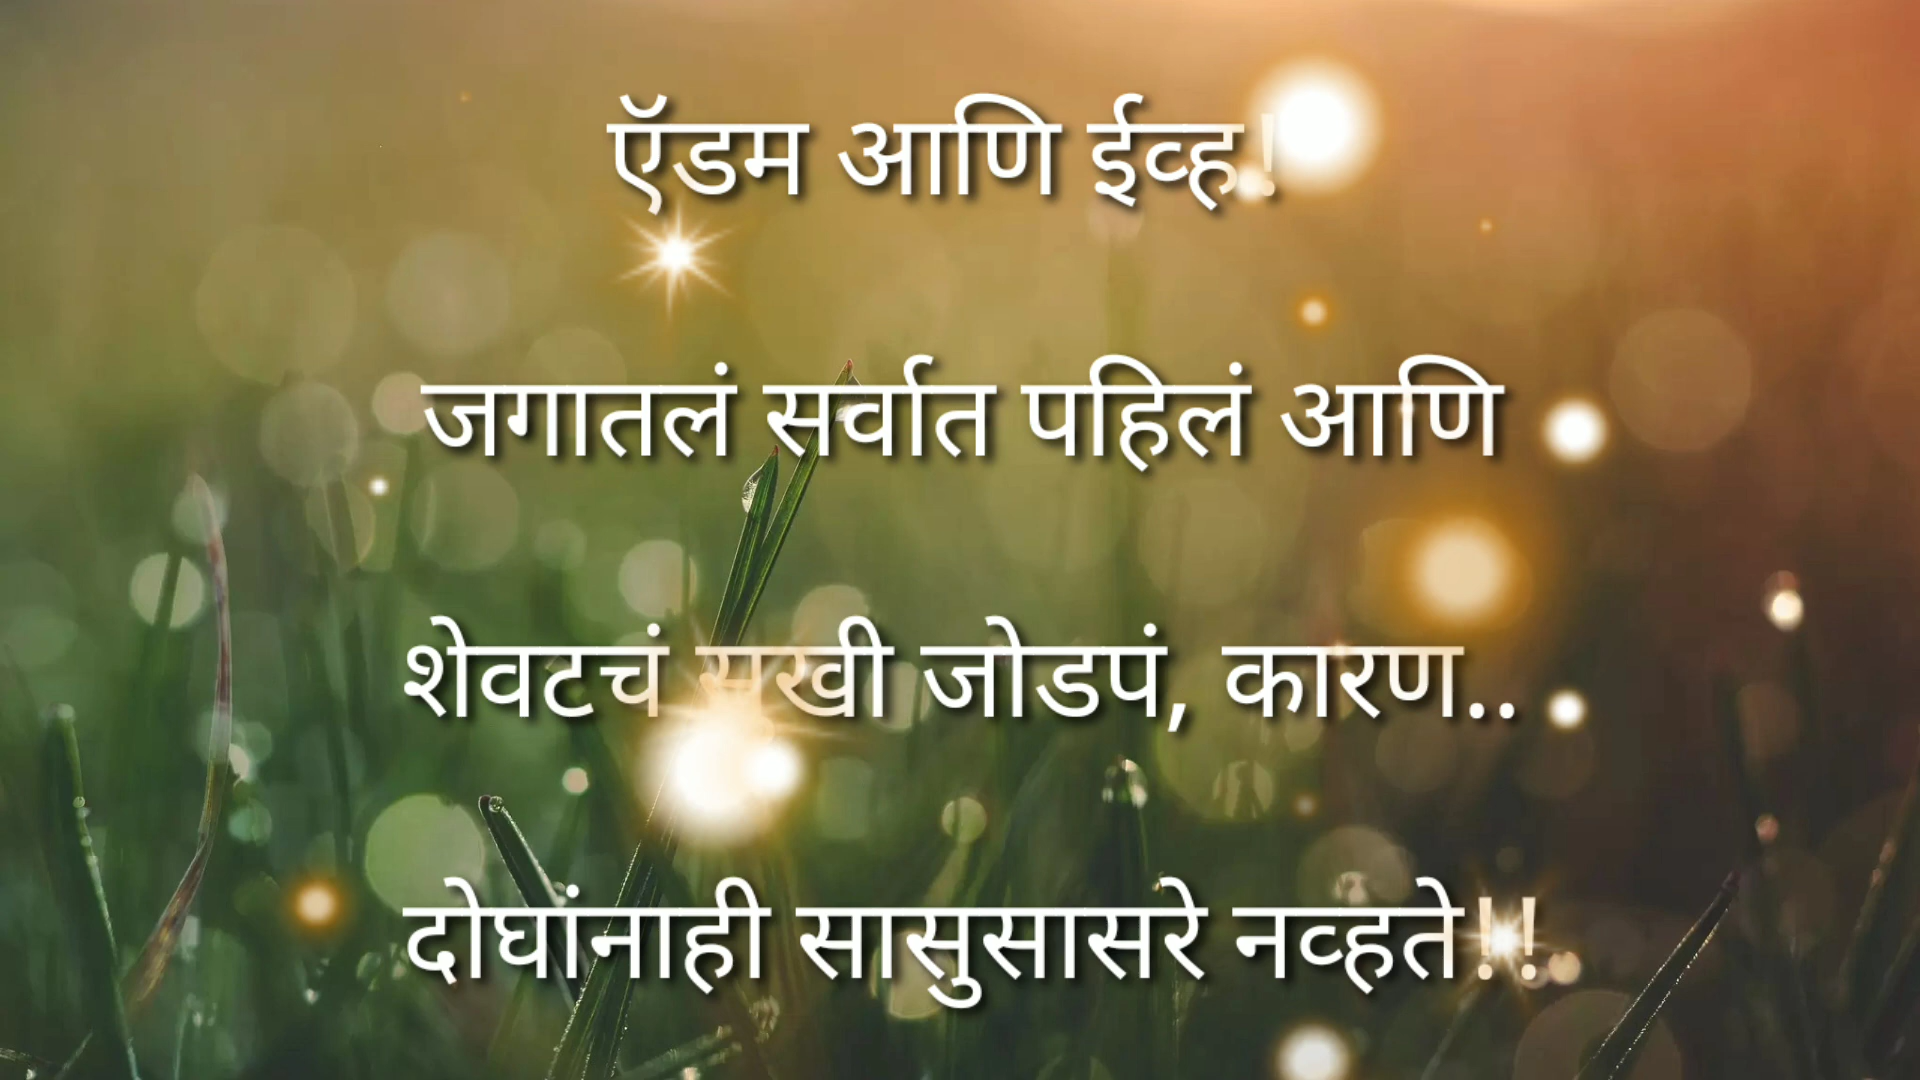 ऍडम आणि ईव्ह!
जगातलं सर्वात पहिलं आणि
शेवटचं सुखी जोडपं, कारण..
दोघांनाही सासुसासरे नव्हते!!